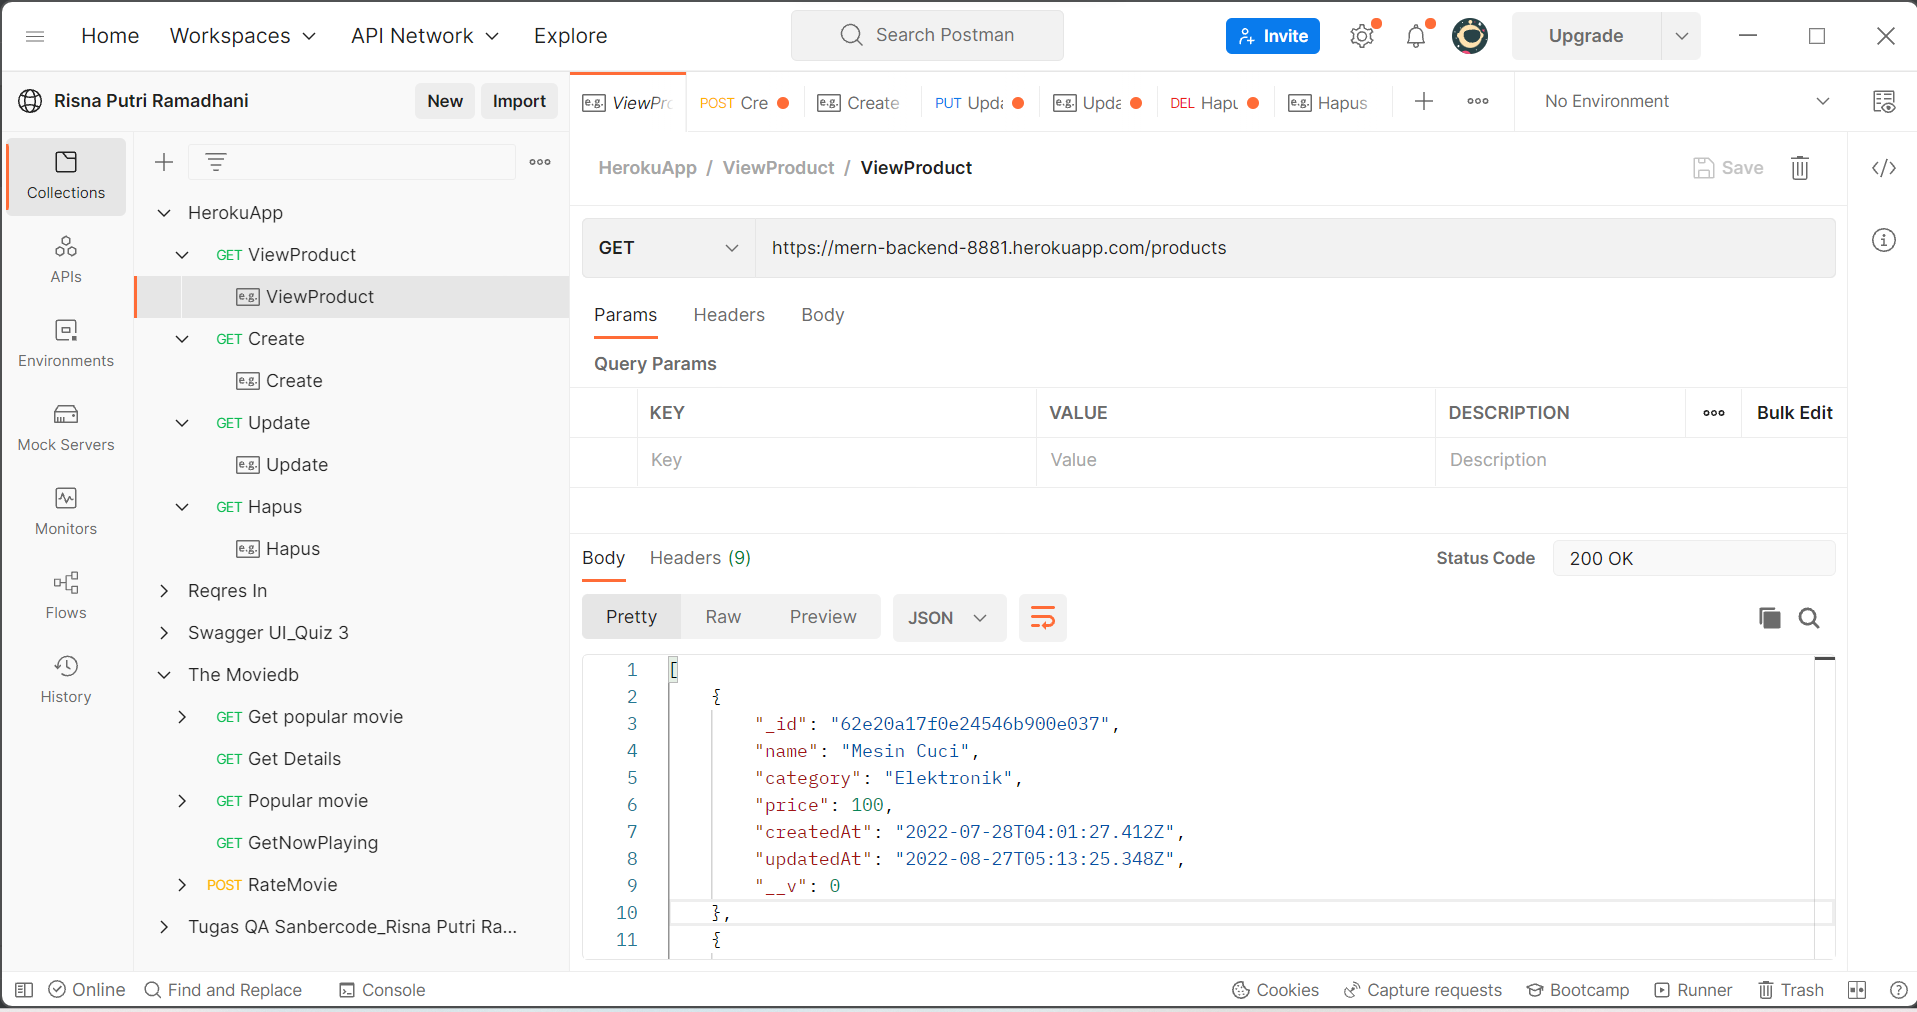 Home Workspaces API Network Explore Search Postman Invite Upgrade
Risna Putri Ramadhani New Import
e.g. ViewPr POST Cre e.g. Create PUT Upd e.g. Upda DEL Hapu e.g. Hapus No Environment
Collections
APIs
Environments
Mock Servers
Monitors
Flows
History
HerokuApp
GET ViewProduct
e.g. ViewProduct
GET Create
e.g. Create
GET Update
e.g. Update
GET Hapus
e.g. Hapus
Reqres In
Swagger UI_Quiz 3
The Moviedb
GET Get popular movie
GET Get Details
GET Popular movie
GET GetNowPlaying
POST RateMovie
Tugas QA Sanbercode_Risna Putri Ra...
HerokuApp / ViewProduct / ViewProduct Save
GET https://mern-backend-8881.herokuapp.com/products
Params Headers Body
Query Params
KEY VALUE DESCRIPTION Bulk Edit
Key Value Description
Body Headers (9) Status Code 200 OK
Pretty Raw Preview JSON
1 [
2 {
3 "_id": "62e20a17f0e24546b900e037",
4 "name": "Mesin Cuci",
5 "category": "Elektronik",
6 "price": 100,
7 "createdAt": "2022-07-28T04:01:27.412Z",
8 "updatedAt": "2022-08-27T05:13:25.348Z",
9 "__v": 0
10 },
11 {
Online Find and Replace Console Cookies Capture requests Bootcamp Runner Trash